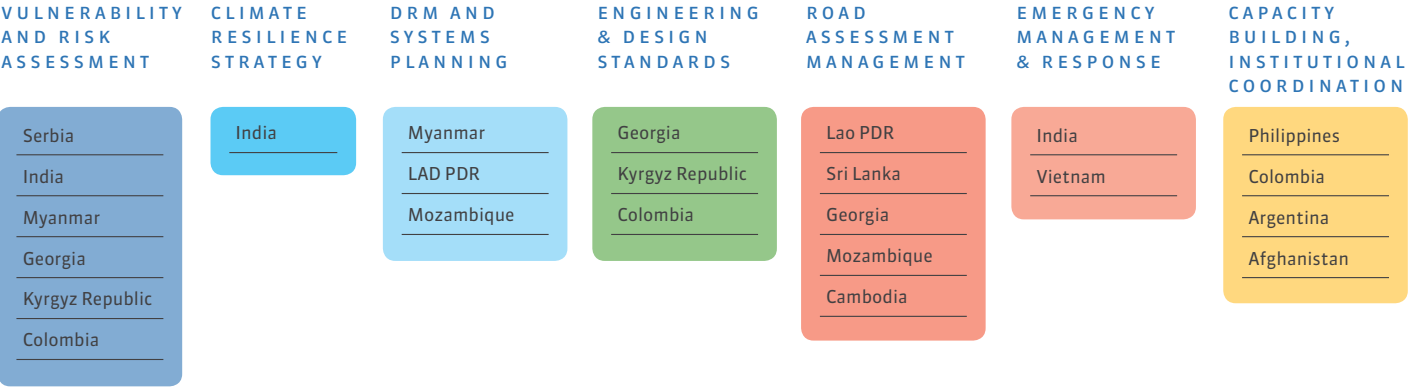 VULNERABILITY
AND RISK
ASSESSMENT
Serbia
India
Myanmar
Georgia
Kyrgyz Republic
Colombia
CLIMATE
RESILIENCE
STRATEGY
India
DRM AND
SYSTEMS
PLANNING
Myanmar
LAD PDR
Mozambique
ENGINEERING
& DESIGN
STANDARDS
Georgia
Kyrgyz Republic
Colombia
ROAD
ASSESSMENT
MANAGEMENT
Lao PDR
Sri Lanka
Georgia
Mozambique
Cambodia
EMERGENCY
MANAGEMENT
& RESPONSE
India
Vietnam
CAPACITY
BUILDING,
INSTITUTIONAL
COORDINATION
Philippines
Colombia
Argentina
Afghanistan